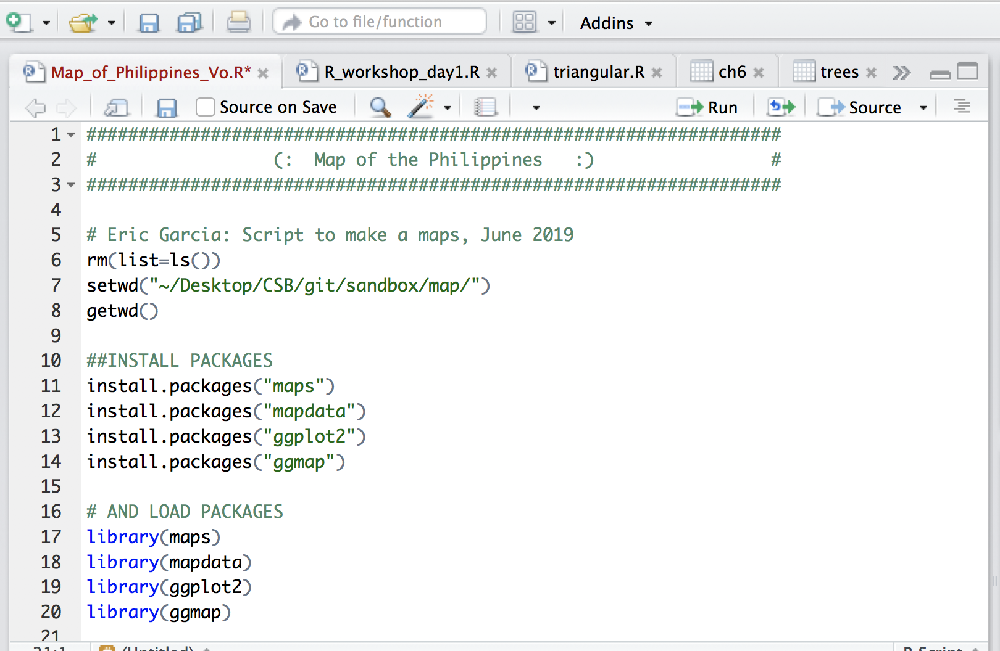 Go to file/function Addins
Map_of_Philippines_Vo.R* R_workshop_day1.R triangular.R ch6 trees
Source on Save Run Source
1 ###################################################################
2 # (: Map of the Philippines :) #
3 ###################################################################
4
5 # Eric Garcia: Script to make a maps, June 2019
6 rm(list=ls())
7 setwd("~/Desktop/CSB/git/sandbox/map/")
8 getwd()
9
10 ##INSTALL PACKAGES
11 install.packages("maps")
12 install.packages("mapdata")
13 install.packages("ggplot2")
14 install.packages("ggmap")
15
16 # AND LOAD PACKAGES
17 library(maps)
18 library(mapdata)
19 library(ggplot2)
20 library(ggmap)
21
21:1 (Untitled) R Script